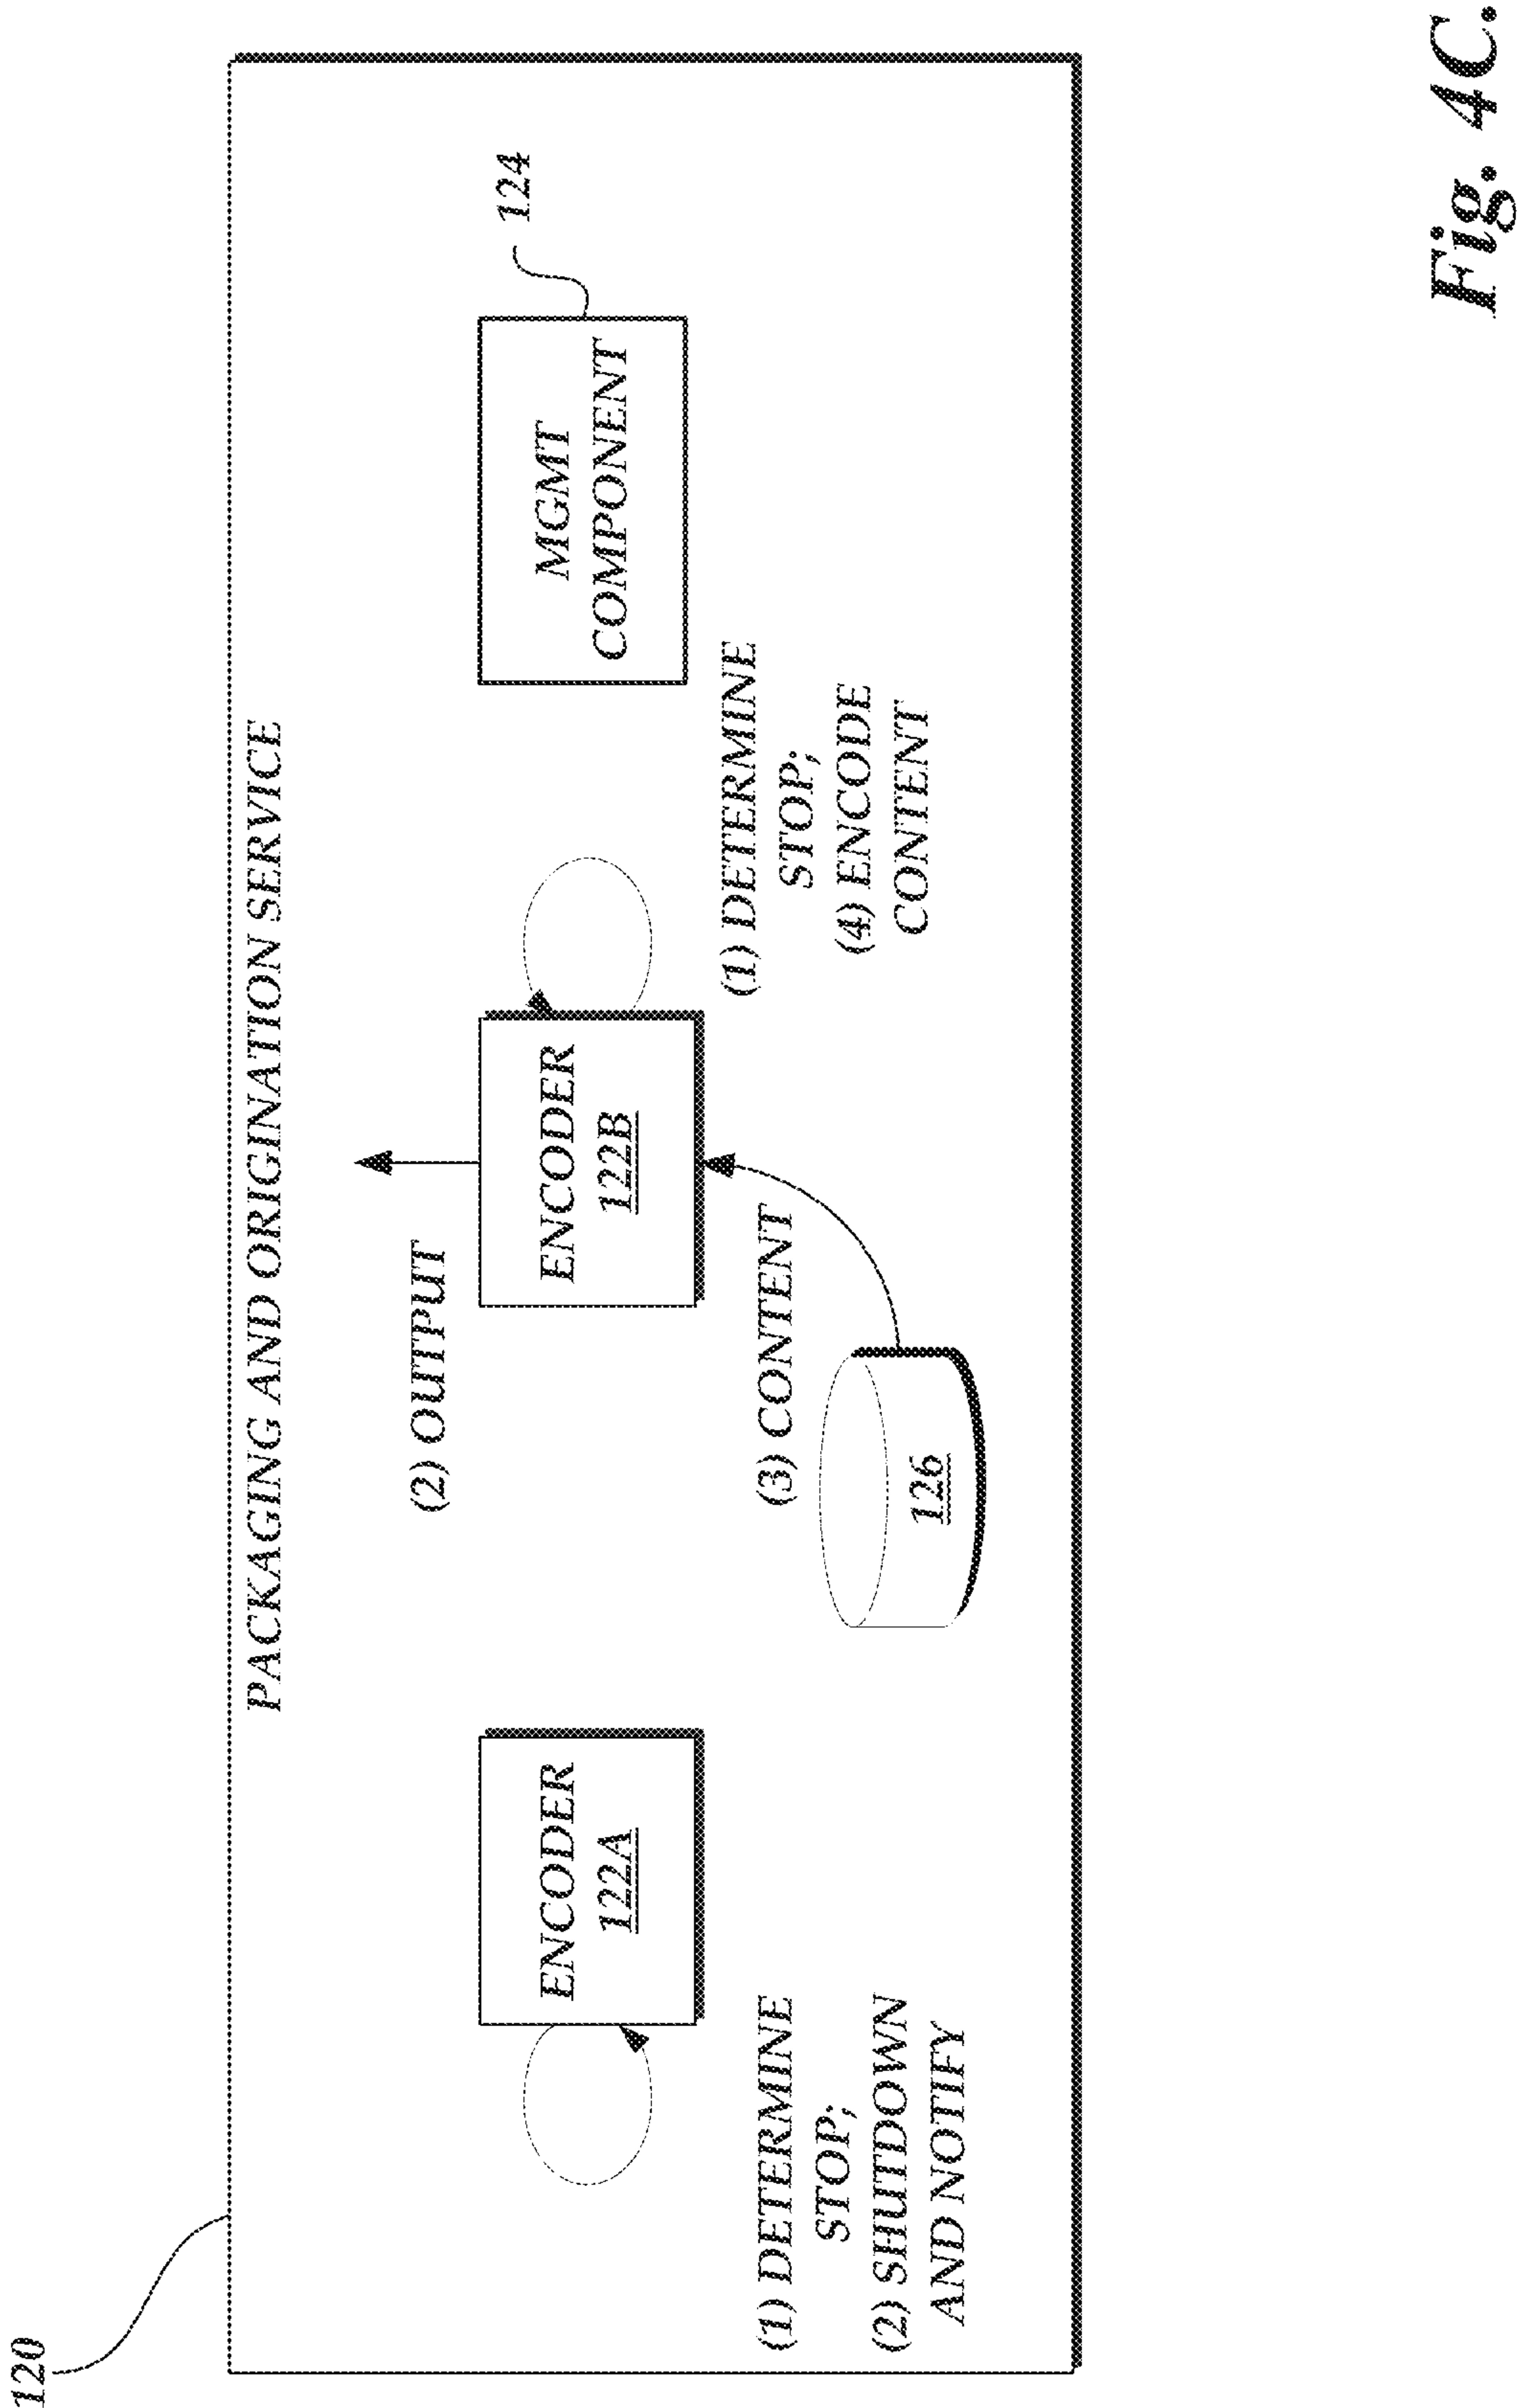 120
PACKAGING AND ORIGINATION SERVICE
(2) OUTPUT
ENCODER
122A
ENCODER
122B
MGMT
COMPONENT
124
(1) DETERMINE
STOP;
(2) SHUTDOWN
AND NOTIFY
(3) CONTENT
126
(1) DETERMINE
STOP;
(4) ENCODE
CONTENT
Fig. 4C.